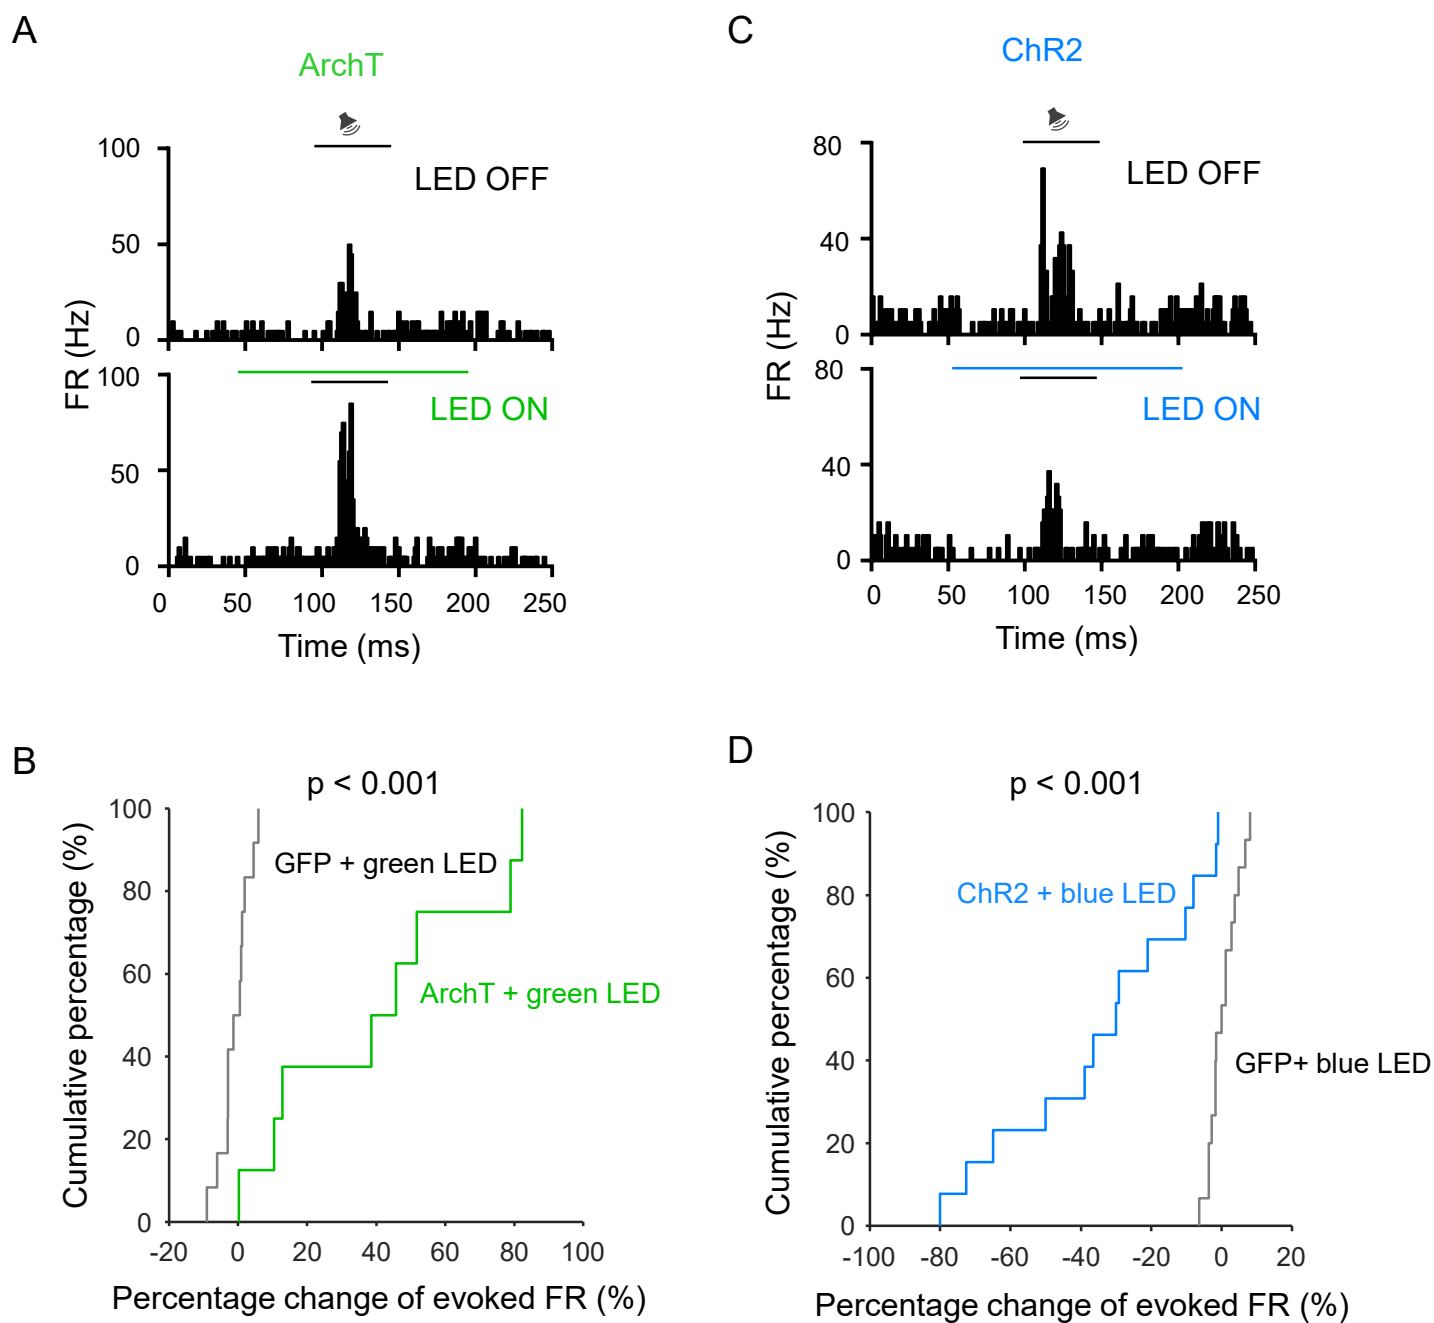 A
ArchT
100
50
0
LED OFF
FR (Hz)
100
50
0
LED ON
0 50 100 150 200 250
Time (ms)
C
ChR2
80
40
0
LED OFF
FR (Hz)
80
40
0
LED ON
0 50 100 150 200 250
Time (ms)
B
p < 0.001
100
80
60
40
20
0
Cumulative percentage (%)
GFP + green LED
ArchT + green LED
-20 0 20 40 60 80 100
Percentage change of evoked FR (%)
D
p < 0.001
100
80
60
40
20
0
Cumulative percentage (%)
ChR2 + blue LED
GFP+ blue LED
-100 -80 -60 -40 -20 0 20
Percentage change of evoked FR (%)